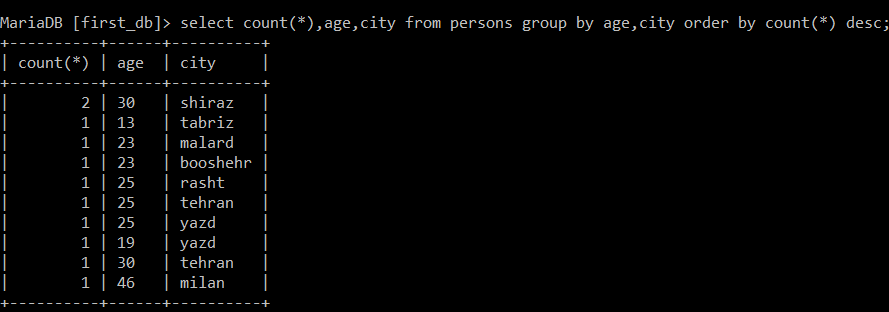 MariaDB [first_db]> select count(*),age,city from persons group by age,city order by count(*) desc;
+----------+------+----------+
| count(*) | age  | city     |
+----------+------+----------+
|        2 | 30   | shiraz   |
|        1 | 13   | tabriz   |
|        1 | 23   | malard   |
|        1 | 23   | booshehr |
|        1 | 25   | rasht    |
|        1 | 25   | tehran   |
|        1 | 25   | yazd     |
|        1 | 19   | yazd     |
|        1 | 30   | tehran   |
|        1 | 46   | milan    |
+----------+------+----------+